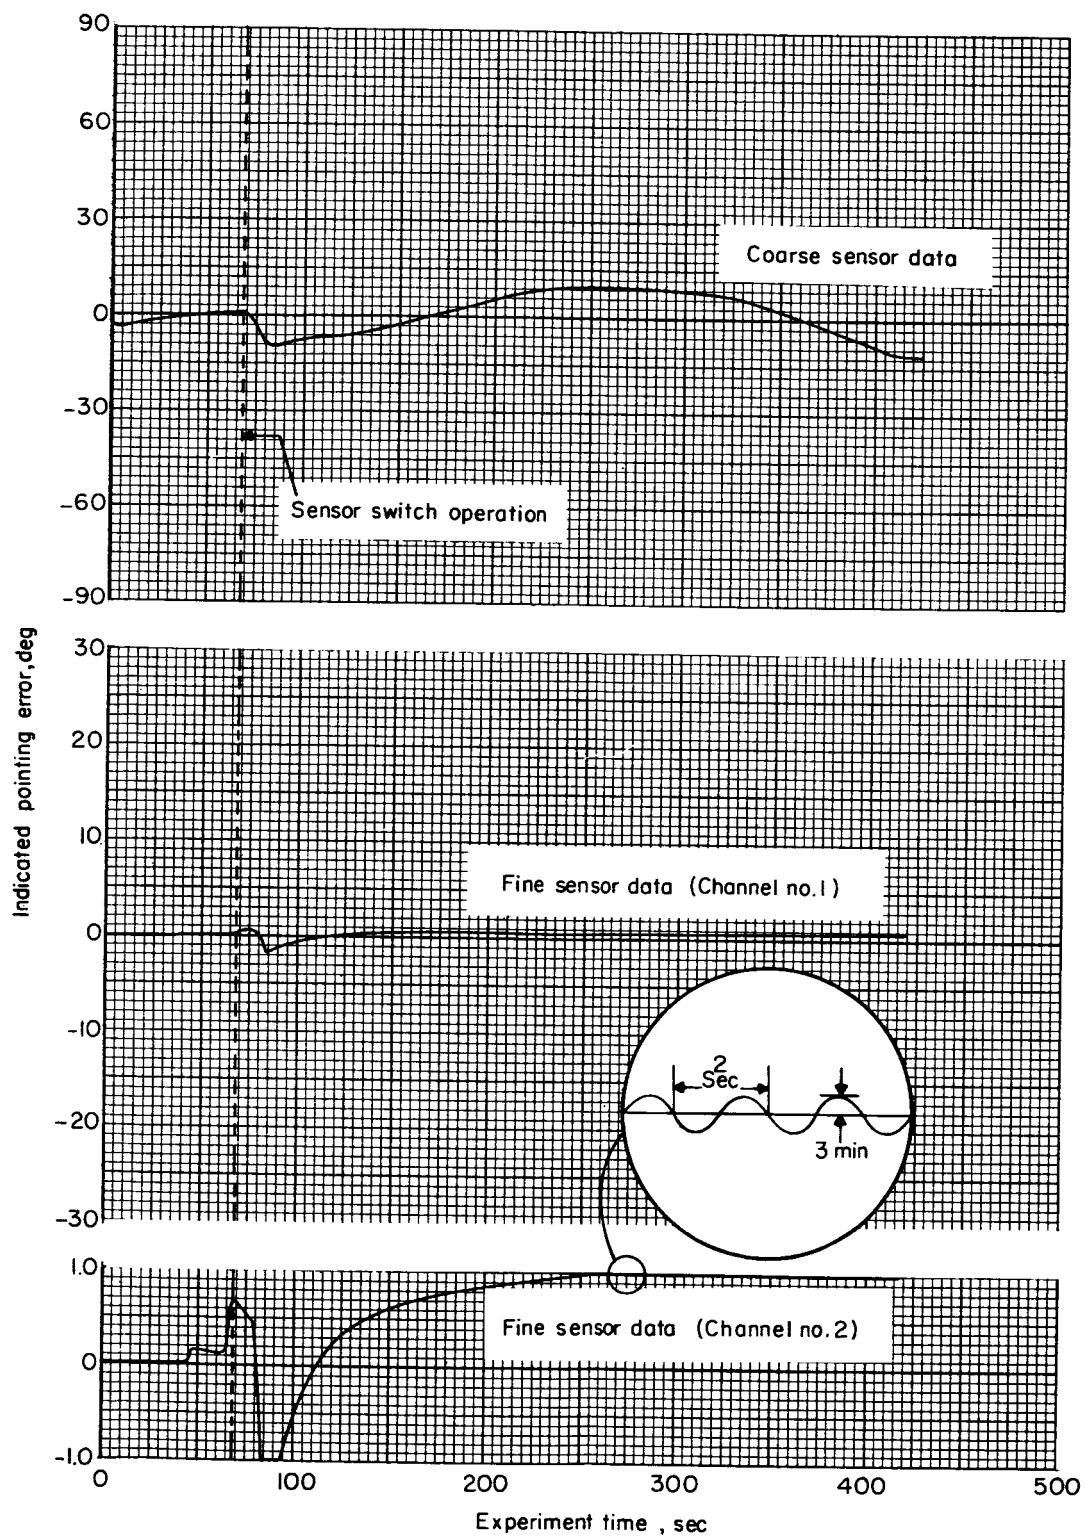 90
60
30
0
-30
-60
-90
Coarse sensor data
Sensor switch operation
Indicated pointing error,deg
30
20
10
0
-10
-20
-30
Fine sensor data (Channel no.1)
2
Sec
3 min
1.0
0
-1.0
Fine sensor data (Channel no.2)
0 100 200 300 400 500
Experiment time , sec